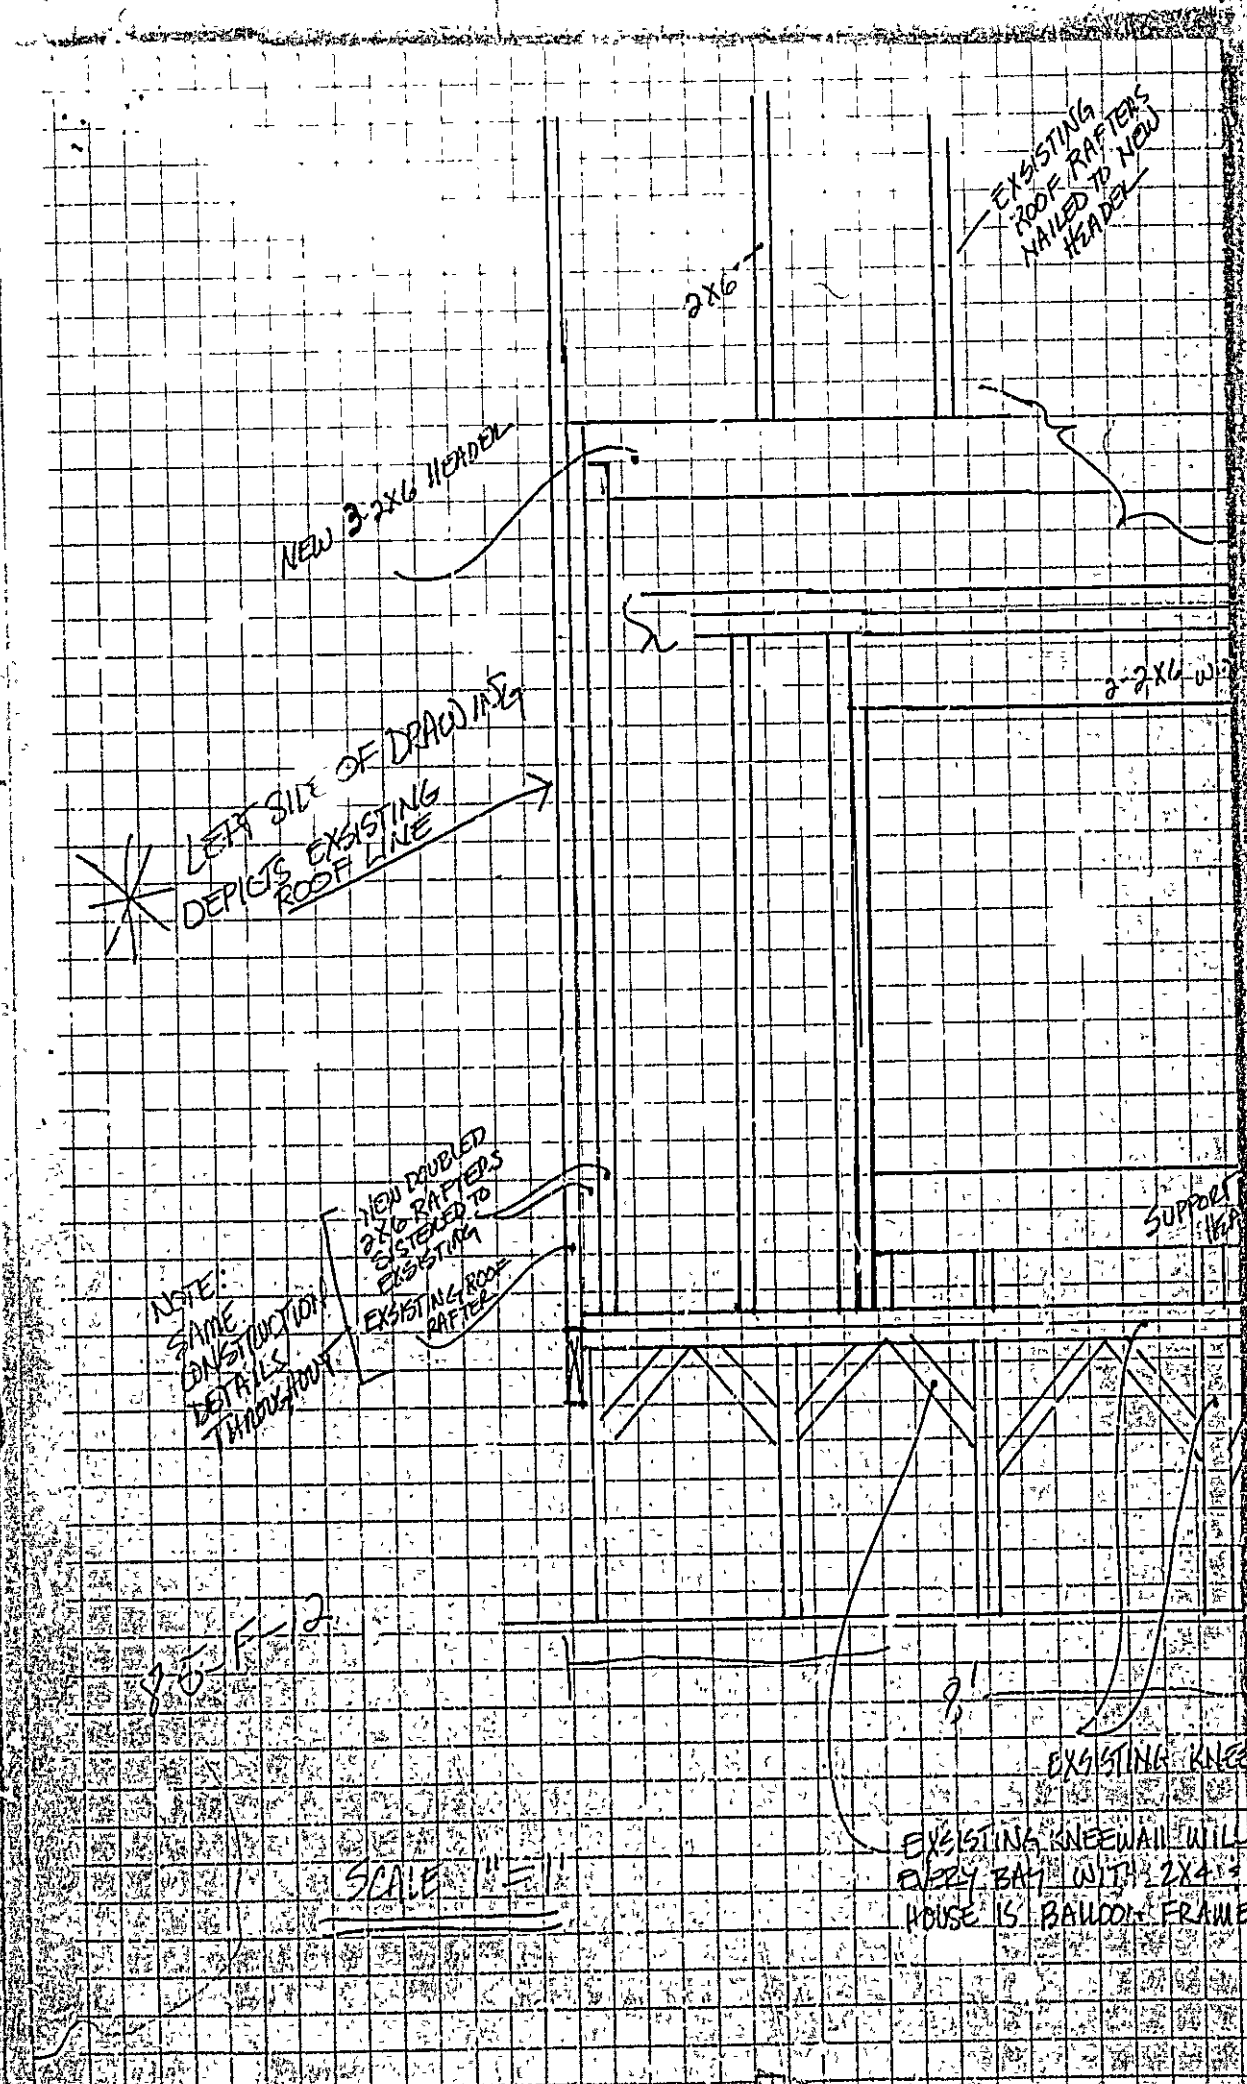 EXSISTING
ROOF RAFTERS
NAILED TO NEW
HEADER
2X6
NEW 3-2X6 HEADER
2-2X6 W
LEFT SIDE OF DRAWING
DEPICTS EXSISTING
ROOF LINE
NEW DOUBLED
2X6 RAFTERS
SISTERED TO
EXSISTING
EXSISTING ROOF
RAFTER
NOTE:
SAME
CONSTRUCTION
DETAILS
THROUGHOUT
SUPPORT
HEA
8'
EXSISTING KNEE
EXSISTING KNEEWALL WILL
EVERY BAY WITH 2X4'S
HOUSE IS BALLOON FRAME
SCALE 1"=1'